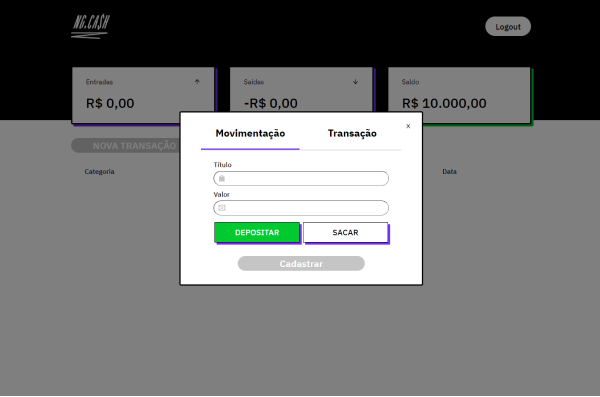 NG.CA$H
Logout
Entradas
R$ 0,00
Saídas
-R$ 0,00
Saldo
R$ 10.000,00
NOVA TRANSAÇÃO
Categoria
Data
Movimentação
Transação
x
Título
Valor
DEPOSITAR
SACAR
Cadastrar